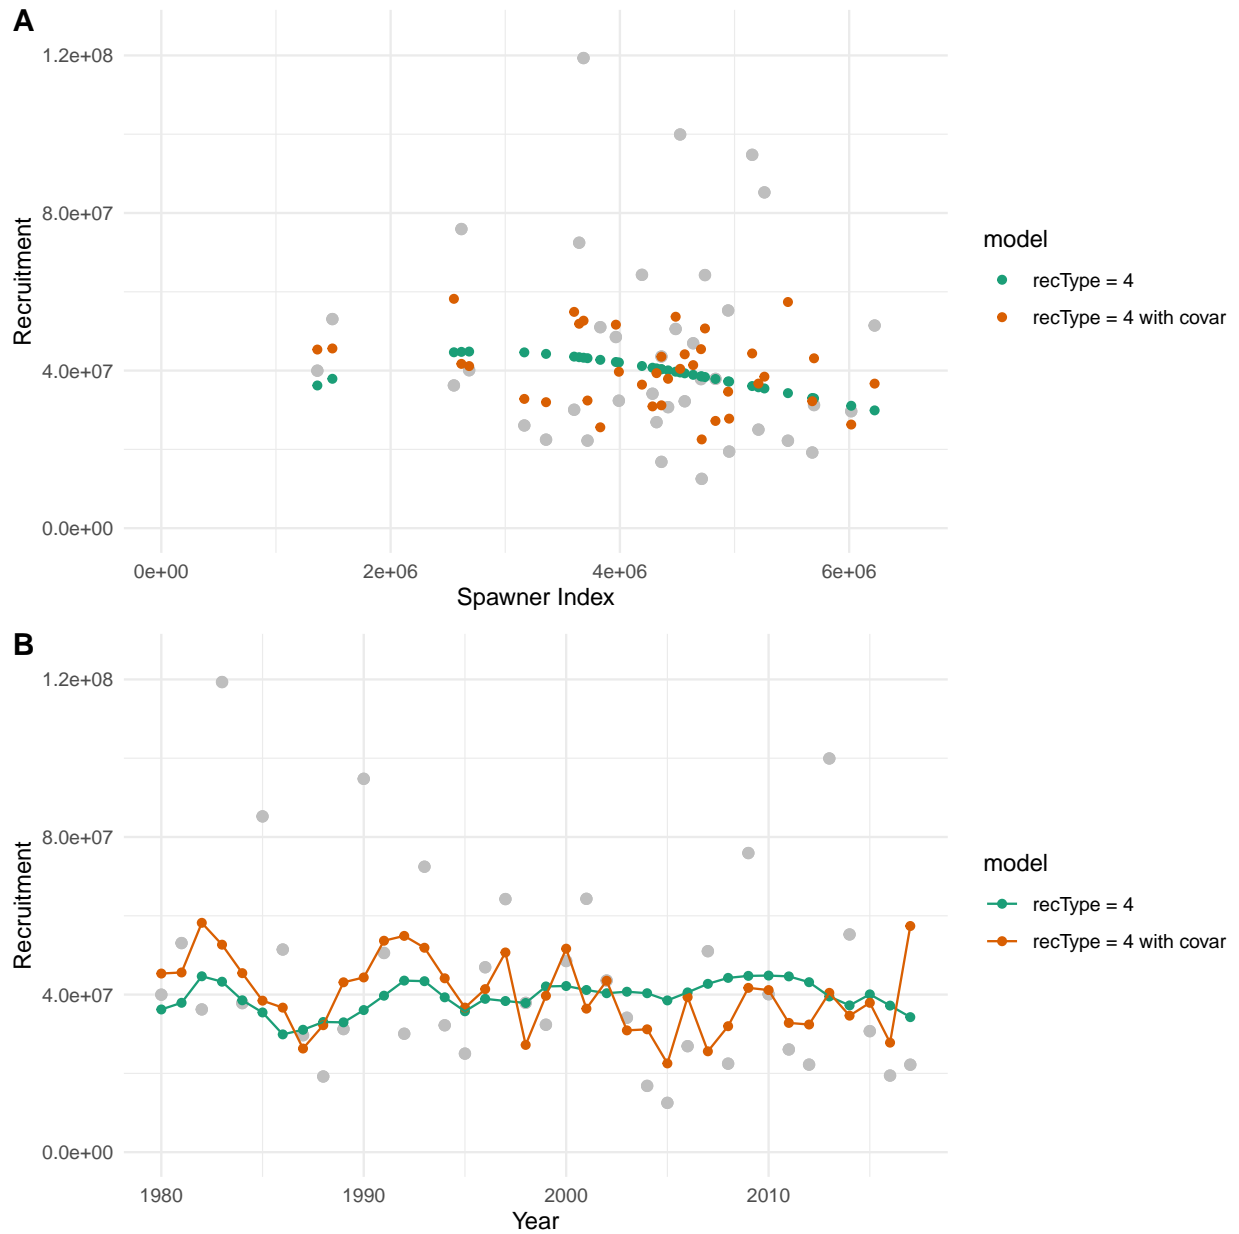 A
1.2e+08
8.0e+07
4.0e+07
0.0e+00
Recruitment
0e+00 2e+06 4e+06 6e+06
Spawner Index
model
recType = 4
recType = 4 with covar
B
1.2e+08
8.0e+07
4.0e+07
0.0e+00
Recruitment
1980 1990 2000 2010
Year
model
recType = 4
recType = 4 with covar